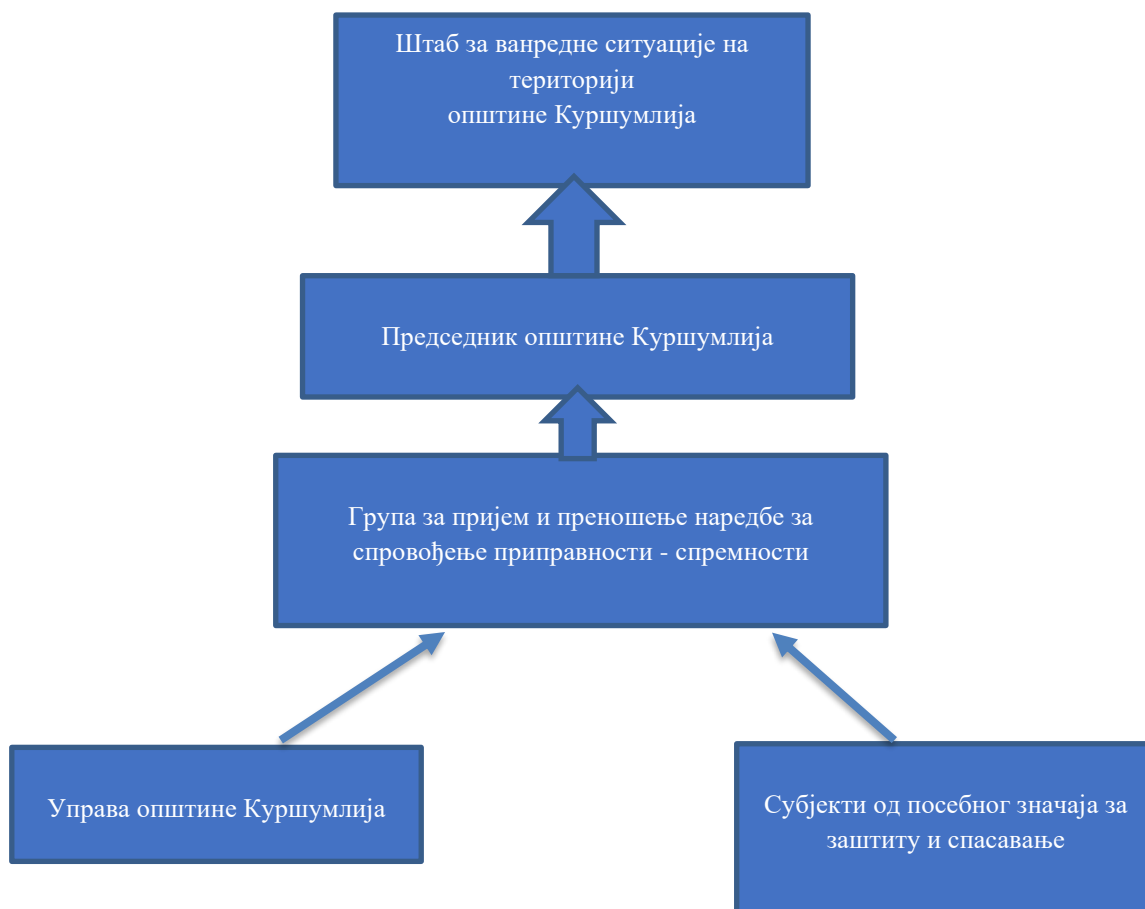 Штаб за ванредне ситуације на
територији
општине Куршумлија
Председник општине Куршумлија
Група за пријем и преношење наредбе за
спровођење приправности - спремности
Управа општине Куршумлија
Субјекти од посебног значаја за
заштиту и спасавање